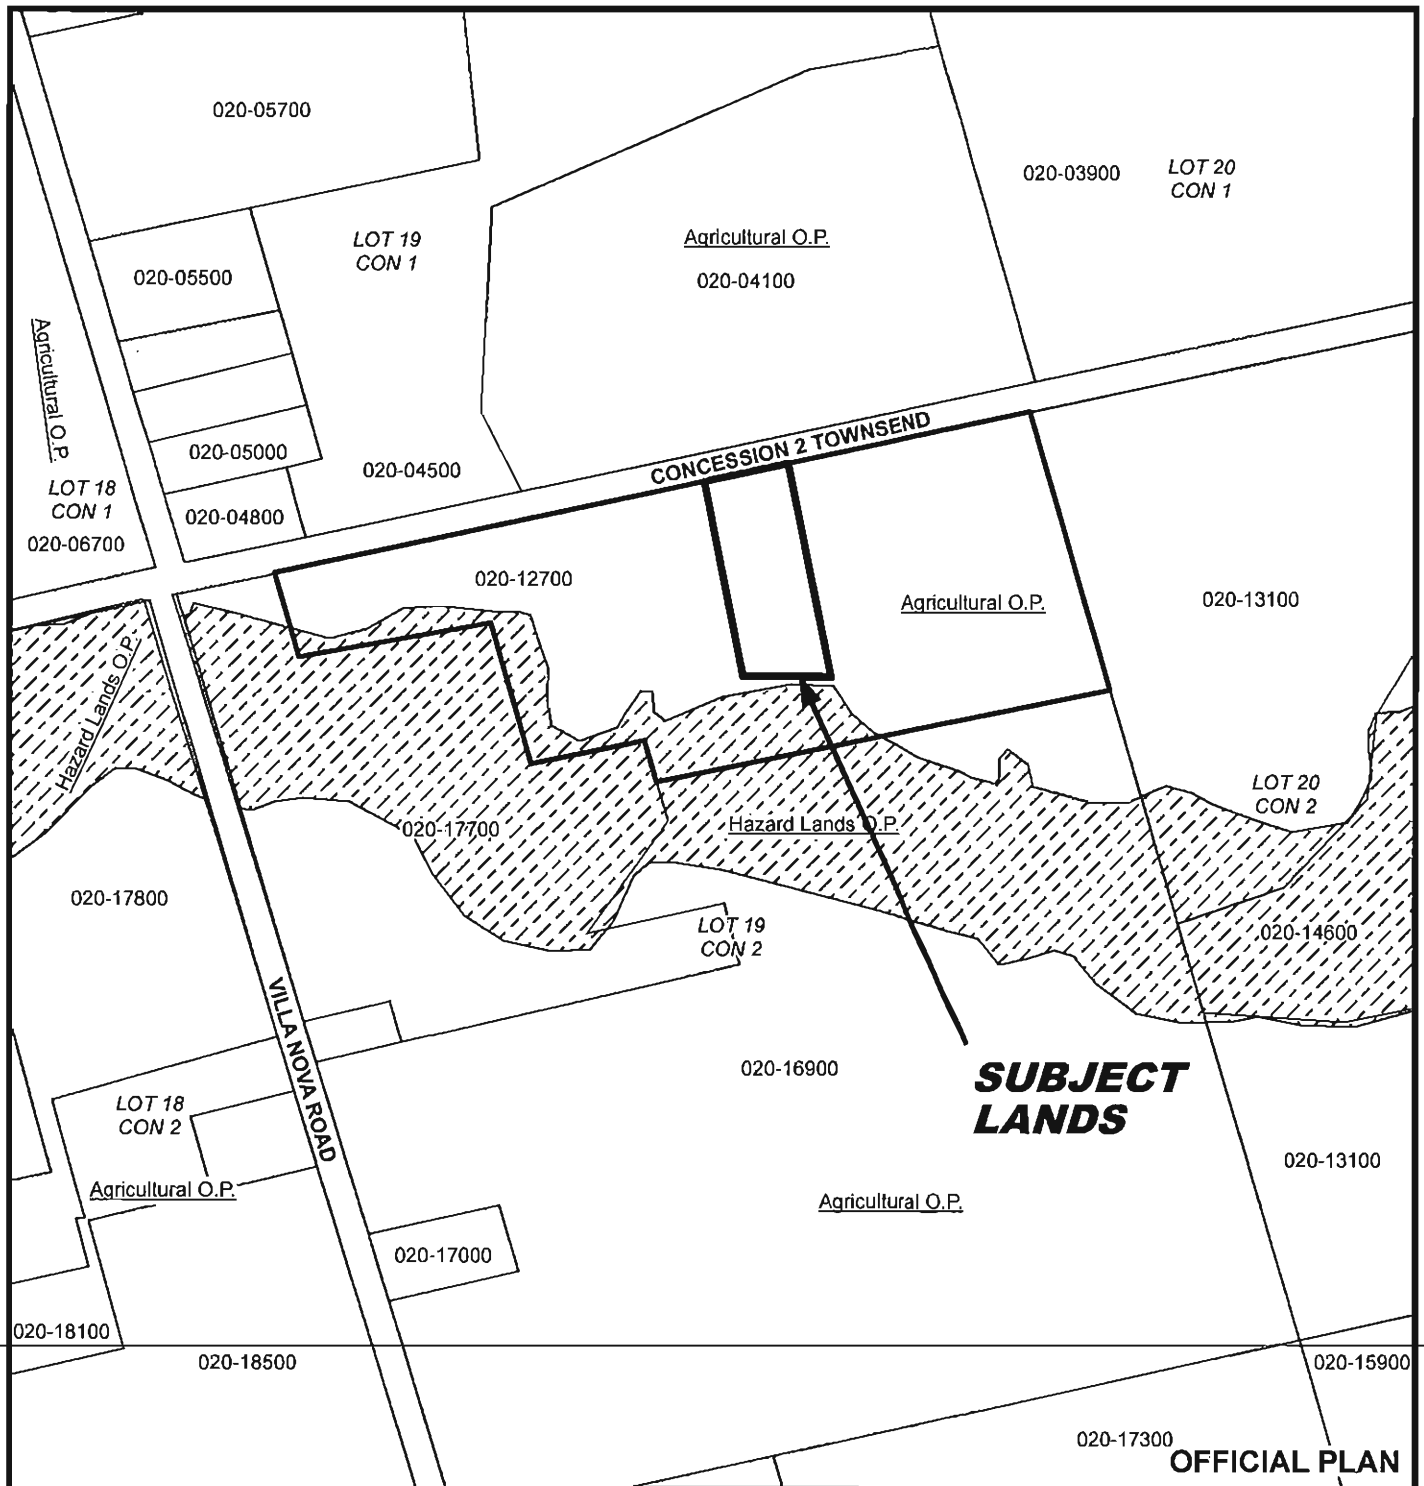 020-05700
020-03900
LOT 20
CON 1
LOT 19
CON 1
Agricultural O.P.
020-04100
020-05500
Agricultural O.P.
CONCESSION 2 TOWNSEND
020-05000
020-04500
LOT 18
CON 1
020-04800
020-06700
020-12700
Agricultural O.P.
020-13100
Hazard Lands O.P.
LOT 20
CON 2
020-17700
Hazard Lands O.P.
020-17800
LOT 19
CON 2
020-14600
VILLA NOVA ROAD
020-16900
SUBJECT
LANDS
LOT 18
CON 2
020-13100
Agricultural O.P.
Agricultural O.P.
020-17000
020-18100
020-18500
020-15900
020-17300
OFFICIAL PLAN